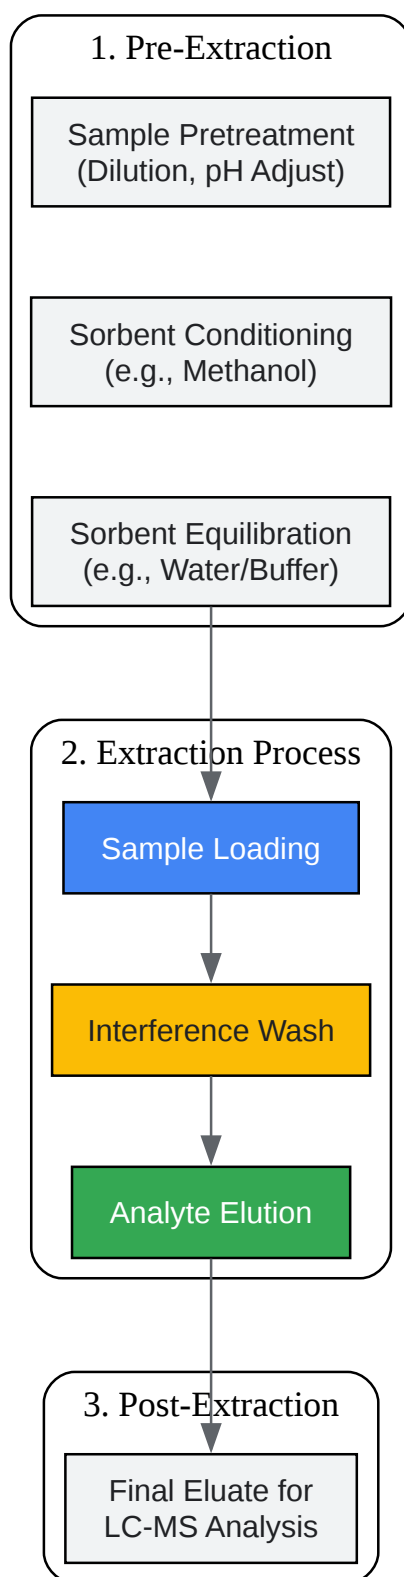 1. Pre-Extraction
Sample Pretreatment
(Dilution, pH Adjust)
Sorbent Conditioning
(e.g., Methanol)
Sorbent Equilibration
(e.g., Water/Buffer)
2. Extraction Process
Sample Loading
Interference Wash
Analyte Elution
3. Post-Extraction
Final Eluate for
LC-MS Analysis